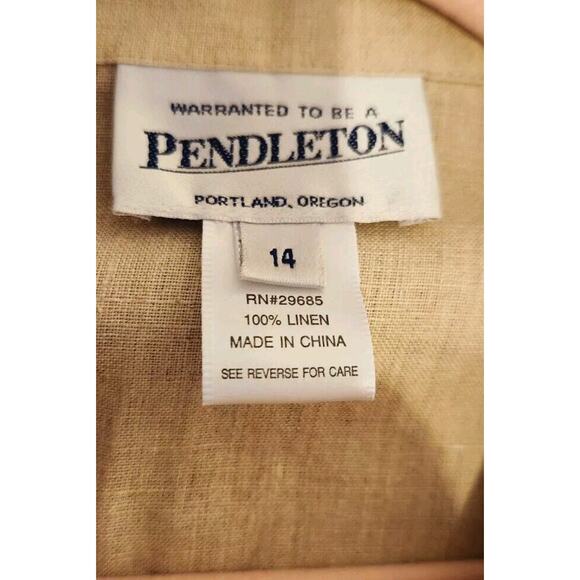 WARRANTED TO BE A
PENDLETON
PORTLAND, OREGON
14
RN#29685
100% LINEN
MADE IN CHINA
SEE REVERSE FOR CARE